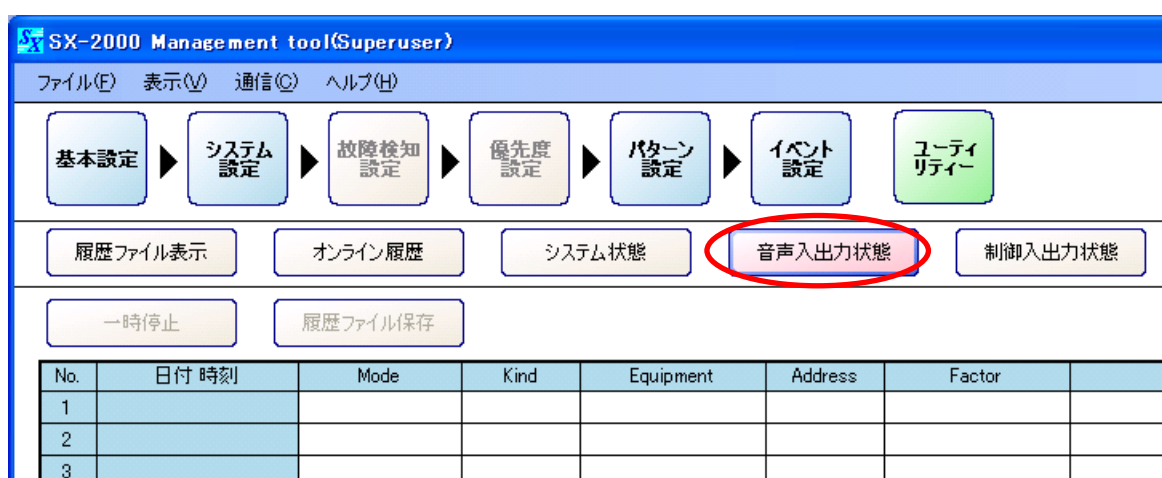 SX SX-2000 Management tool(Superuser)
ファイル(F) 表示(V) 通信(C) ヘルプ(H)
基本設定 システム設定 故障検知設定 優先度設定 パターン設定 イベント設定 ユーティリティー
履歴ファイル表示 オンライン履歴 システム状態 音声入出力状態 制御入出力状態
一時停止 履歴ファイル保存
No. 日付 時刻 Mode Kind Equipment Address Factor
1
2
3